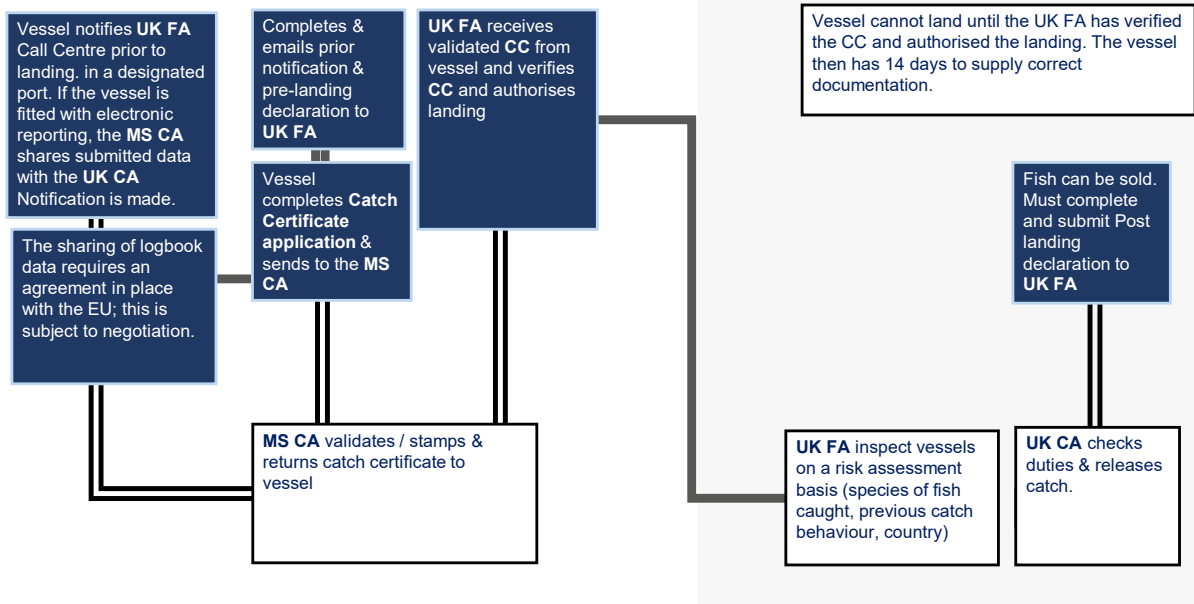 Vessel notifies UK FA
Call Centre prior to
landing. in a designated
port. If the vessel is
fitted with electronic
reporting, the MS CA
shares submitted data
with the UK CA
Notification is made.
The sharing of logbook
data requires an
agreement in place
with the EU; this is
subject to negotiation.
Completes &
emails prior
notification &
pre-landing
declaration to
UK FA
Vessel
completes Catch
Certificate
application &
sends to the MS
CA
UK FA receives
validated CC from
vessel and verifies
CC and authorises
landing
MS CA validates / stamps &
returns catch certificate to
vessel
Vessel cannot land until the UK FA has verified
the CC and authorised the landing. The vessel
then has 14 days to supply correct
documentation.
UK FA inspect vessels
on a risk assessment
basis (species of fish
caught, previous catch
behaviour, country)
Fish can be sold.
Must complete
and submit Post
landing
declaration to
UK FA
UK CA checks
duties & releases
catch.